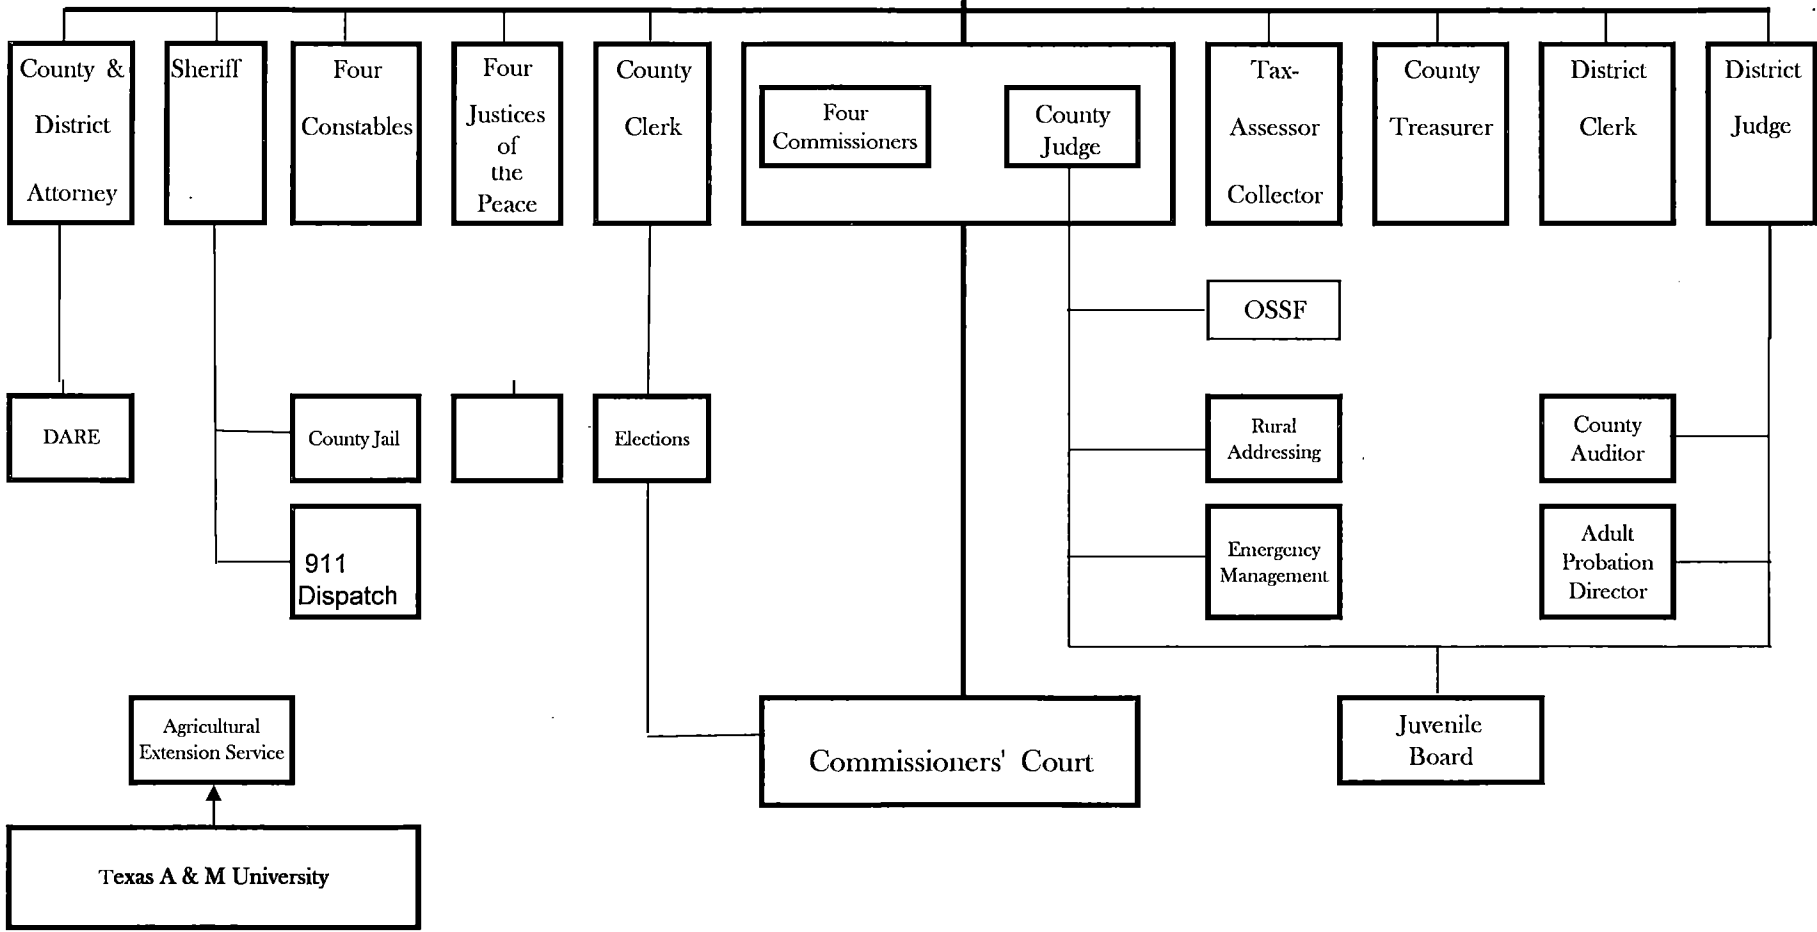 County &
District
Attorney
Sheriff
Four
Constables
Four
Justices
of
the
Peace
County
Clerk
Four
Commissioners
County
Judge
Tax-
Assessor
Collector
County
Treasurer
District
Clerk
District
Judge
OSSF
DARE
County Jail
Elections
Rural
Addressing
County
Auditor
911
Dispatch
Emergency
Management
Adult
Probation
Director
Agricultural
Extension Service
Commissioners' Court
Juvenile
Board
Texas A & M University